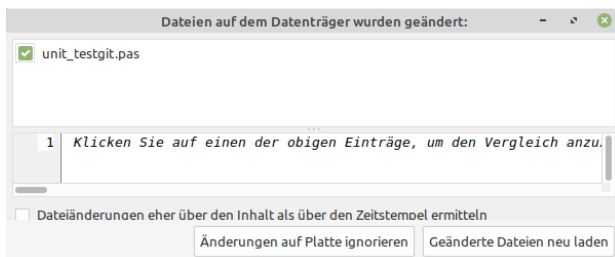 Dateien auf dem Datenträger wurden geändert:
unit_testgit.pas
1 Klicken Sie auf einen der obigen Einträge, um den Vergleich anzu
Dateiänderungen eher über den Inhalt als über den Zeitstempel ermitteln
Änderungen auf Platte ignorieren Geänderte Dateien neu laden